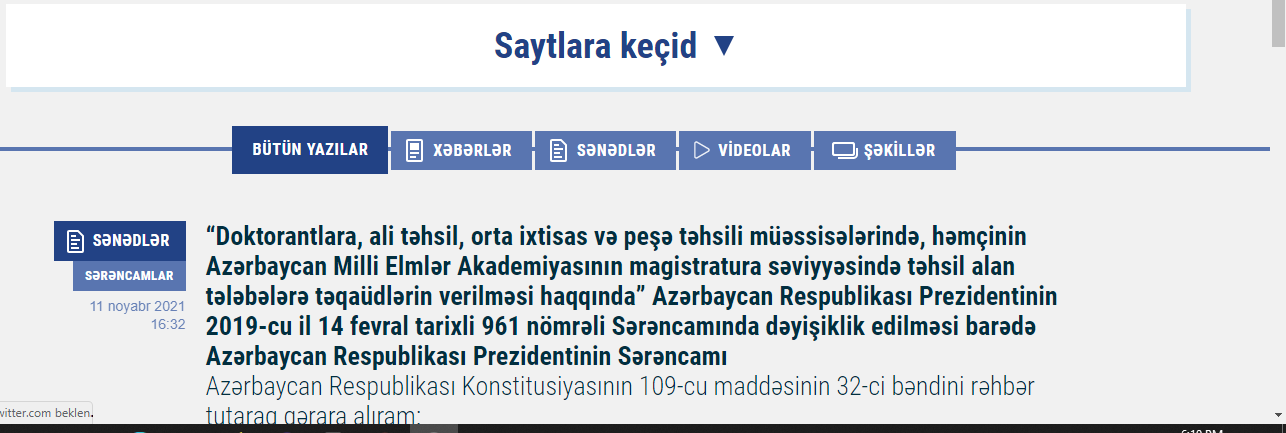 Saytlara keçid ▼
BÜTÜN YAZILAR
XƏBƏRLƏR
SƏNƏDLƏR
VİDEOLAR
ŞƏKİLLƏR
SƏNƏDLƏR
SƏRƏNCAMLAR
11 noyabr 2021
16:32
“Doktorantlara, ali təhsil, orta ixtisas və peşə təhsili müəssisələrində, həmçinin
Azərbaycan Milli Elmlər Akademiyasının magistratura səviyyəsində təhsil alan
tələbələrə təqaüdlərin verilməsi haqqında” Azərbaycan Respublikası Prezidentinin
2019-cu il 14 fevral tarixli 961 nömrəli Sərəncamında dəyişiklik edilməsi barədə
Azərbaycan Respublikası Prezidentinin Sərəncamı
Azərbaycan Respublikası Konstitusiyasının 109-cu maddəsinin 32-ci bəndini rəhbər
tutaraq qərara alıram:
witter.com beklen.